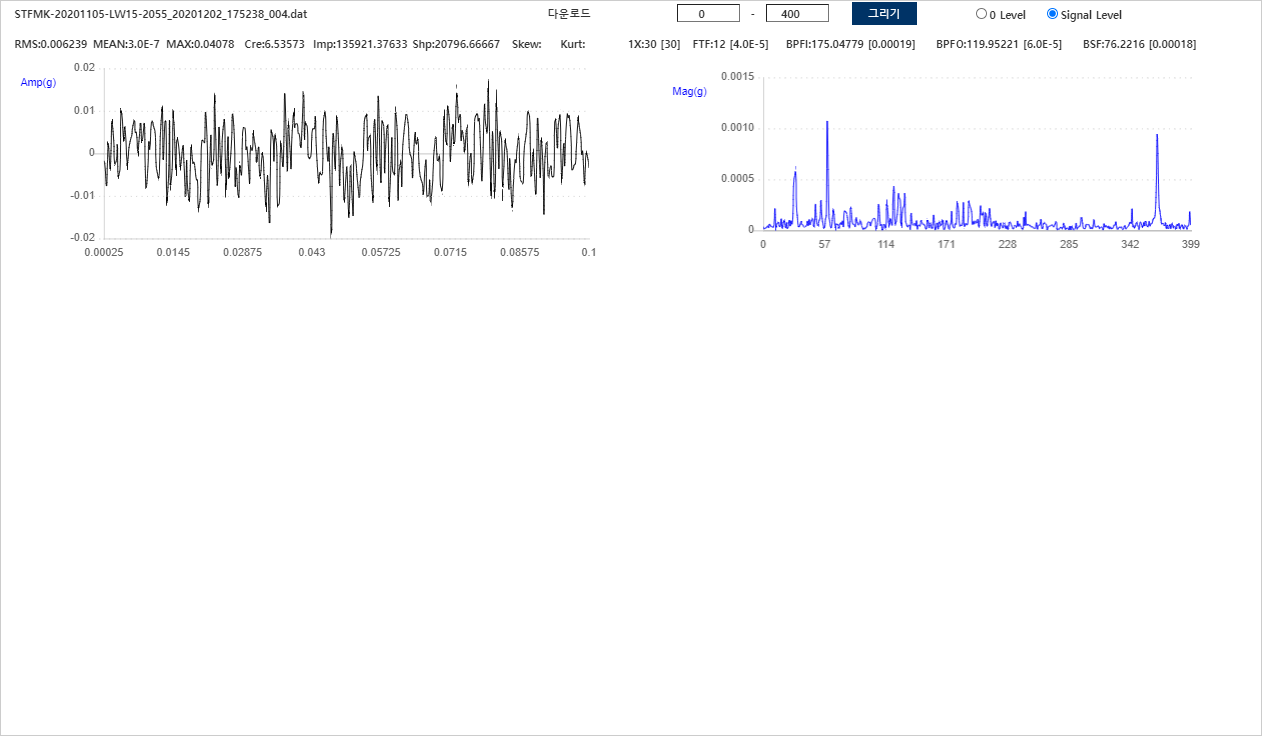 STFMK-20201105-LW15-2055_20201202_175238_004.dat 다운로드 0 - 400 그리기 0 Level Signal Level
RMS:0.006239 MEAN:3.0E-7 MAX:0.04078 Cre:6.53573 Imp:135921.37633 Shp:20796.66667 Skew: Kurt: 1X:30 [30] FTF:12 [4.0E-5] BPFI:175.04779 [0.00019] BPFO:119.95221 [6.0E-5] BSF:76.2216 [0.00018]
Amp(g)
0.02
0.01
0
-0.01
-0.02
0.00025 0.0145 0.02875 0.043 0.05725 0.0715 0.08575 0.1
Mag(g)
0.0015
0.0010
0.0005
0
0 57 114 171 228 285 342 399